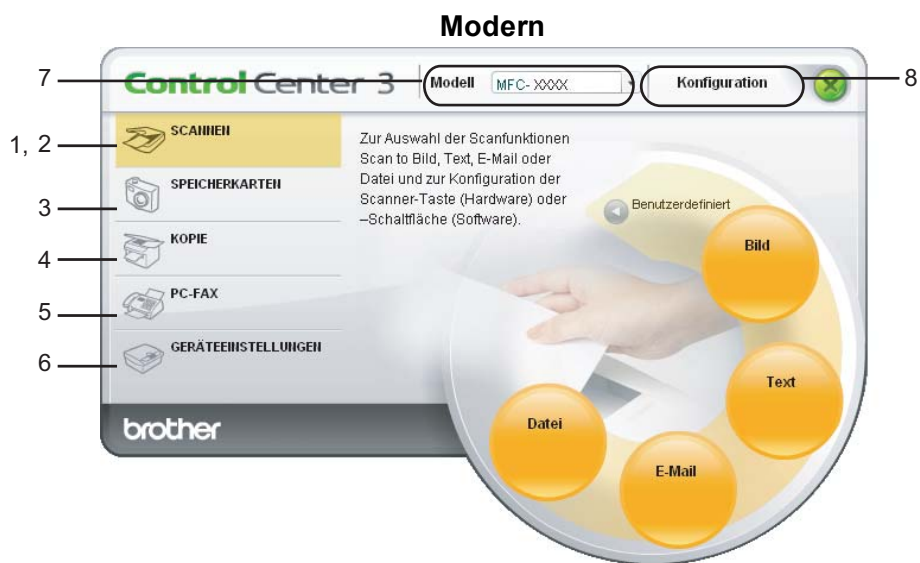 Modern
7
ControlCenter 3
Modell
MFC-XXXX
Konfiguration
8
1, 2
SCANNEN
3
SPEICHERKARTEN
4
KOPIE
5
PC-FAX
6
GERÄTEEINSTELLUNGEN
Zur Auswahl der Scanfunktionen
Scan to Bild, Text, E-Mail oder
Datei und zur Konfiguration der
Scanner-Taste (Hardware) oder
–Schaltfläche (Software).
Benutzerdefiniert
Bild
Text
E-Mail
Datei
brother